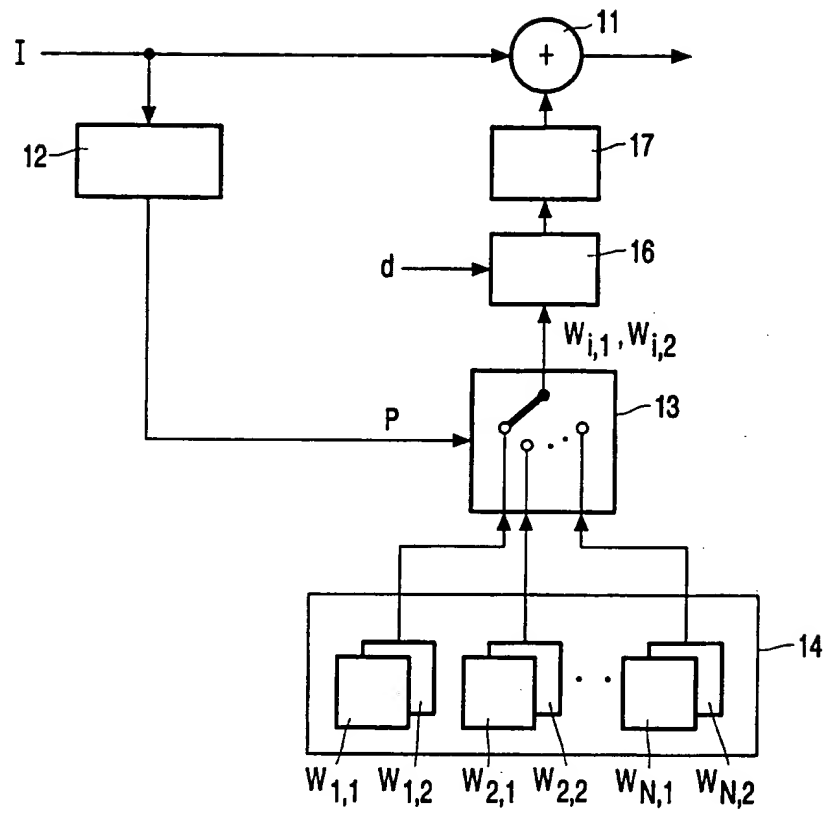 11
I
+
12
17
d
16
W_{i,1}, W_{i,2}
13
P
14
W_{1,1} W_{1,2} W_{2,1} W_{2,2} W_{N,1} W_{N,2}